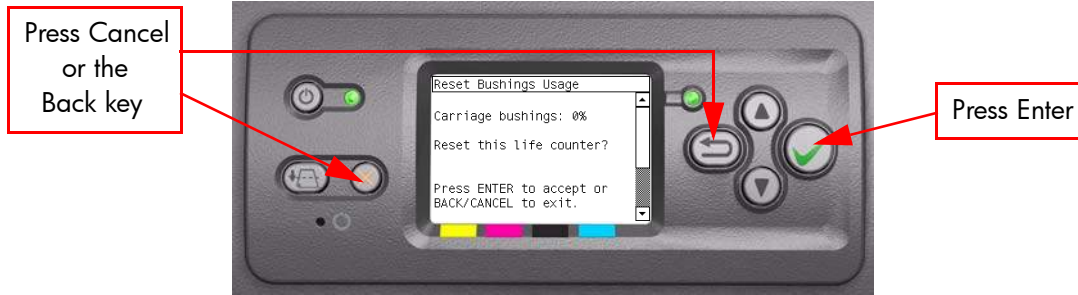 Press Cancel
or the
Back key
Reset Bushings Usage
Carriage bushings: 0%
Reset this life counter?
Press ENTER to accept or
BACK/CANCEL to exit.
Press Enter